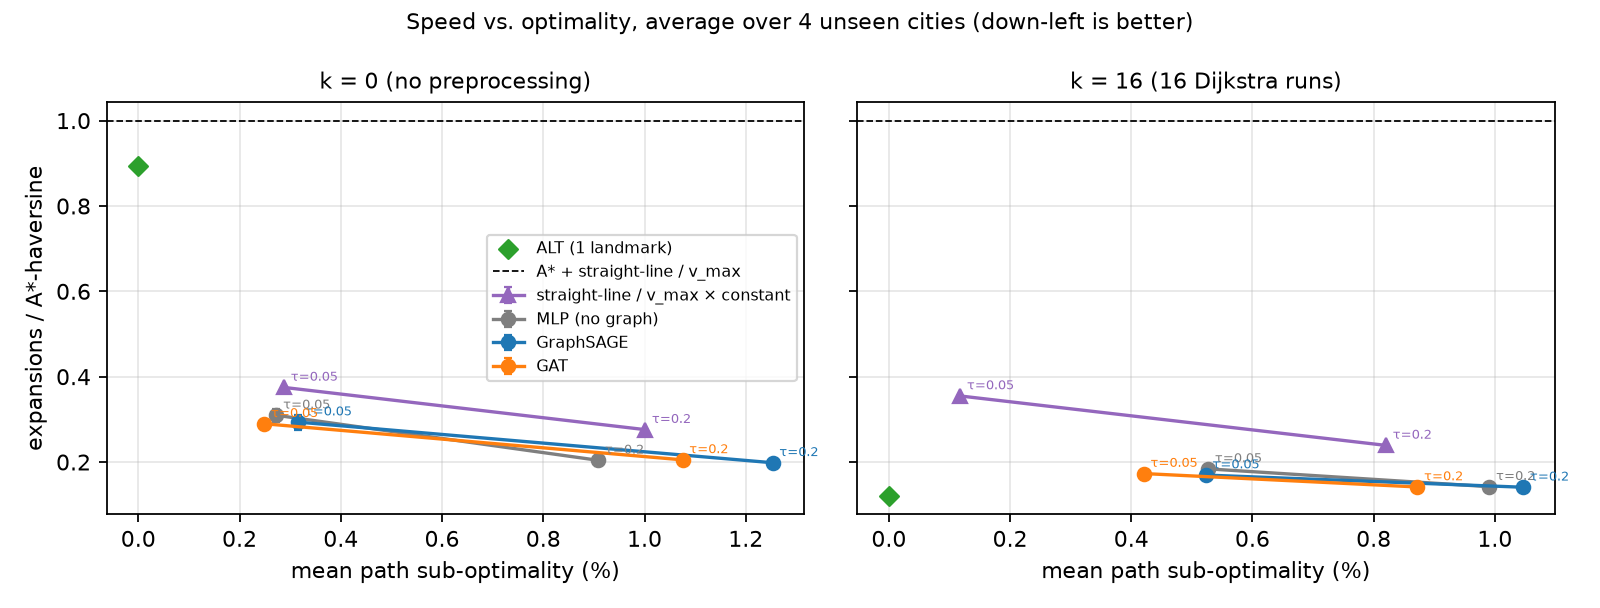 Speed vs. optimality, average over 4 unseen cities (down-left is better)
k = 0 (no preprocessing)
k = 16 (16 Dijkstra runs)
expansions / A*-haversine
1.0
0.8
0.6
0.4
0.2
ALT (1 landmark)
A* + straight-line / v_max
straight-line / v_max × constant
MLP (no graph)
GraphSAGE
GAT
τ=0.05
τ=0.2
τ=0.05
τ=0.2
τ=0.05
τ=0.2
τ=0.05
τ=0.2
0.0 0.2 0.4 0.6 0.8 1.0 1.2
mean path sub-optimality (%)
τ=0.05
τ=0.2
τ=0.05
τ=0.2
τ=0.05
τ=0.2
τ=0.05
τ=0.2
0.0 0.2 0.4 0.6 0.8 1.0
mean path sub-optimality (%)